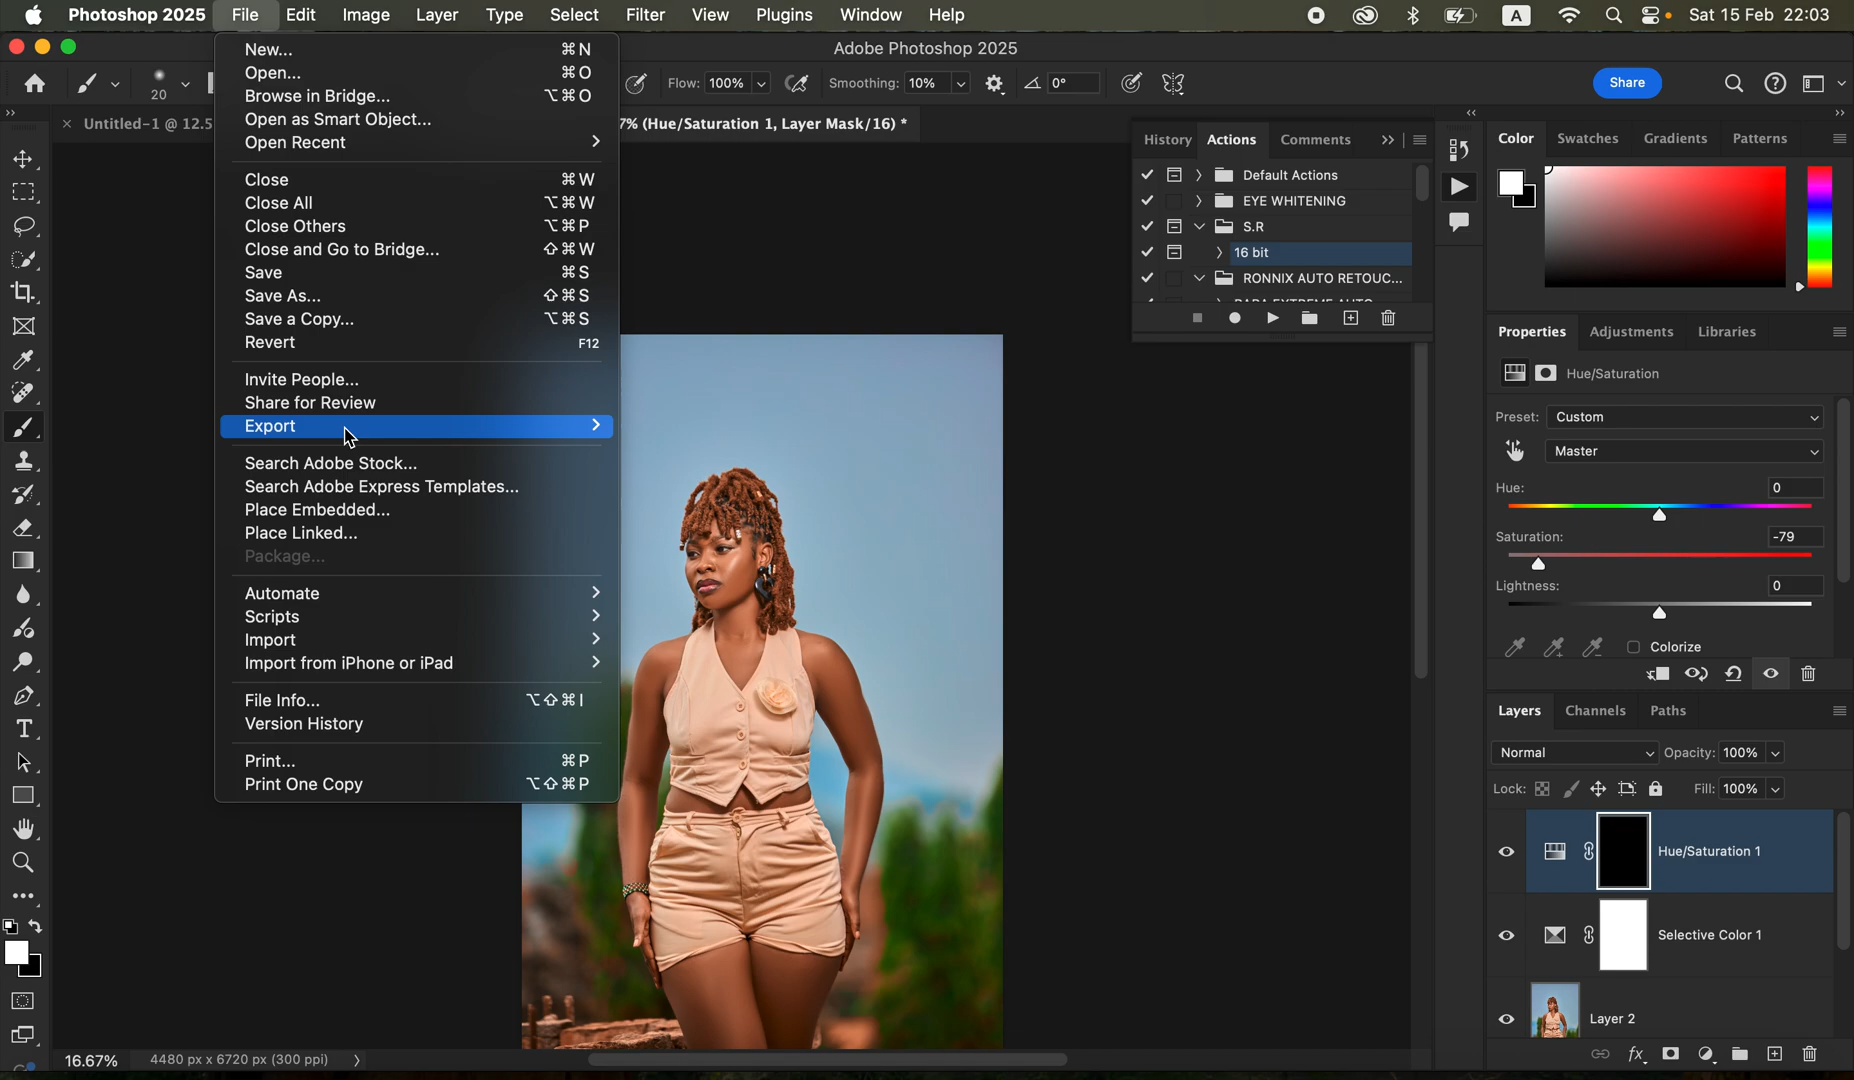 Photoshop 2025 File Edit Image Layer Type Select Filter View Plugins Window Help A Sat 15 Feb 22:03
Adobe Photoshop 2025
20 Flow: 100% Smoothing: 10% 0° Share
Untitled-1 @ 12.5 7% (Hue/Saturation 1, Layer Mask/16) *
New... ⌘N
Open... ⌘O
Browse in Bridge... ⌥⌘O
Open as Smart Object...
Open Recent
Close ⌘W
Close All ⌥⌘W
Close Others ⌥⌘P
Close and Go to Bridge... ⇧⌘W
Save ⌘S
Save As... ⇧⌘S
Save a Copy... ⌥⌘S
Revert F12
Invite People...
Share for Review
Export
Search Adobe Stock...
Search Adobe Express Templates...
Place Embedded...
Place Linked...
Package...
Automate
Scripts
Import
Import from iPhone or iPad
File Info... ⌥⇧⌘I
Version History
Print... ⌘P
Print One Copy ⌥⇧⌘P
History Actions Comments
Default Actions
EYE WHITENING
S.R
16 bit
RONNIX AUTO RETOUC...
Color Swatches Gradients Patterns
Properties Adjustments Libraries
Hue/Saturation
Preset: Custom
Master
Hue: 0
Saturation: -79
Lightness: 0
Colorize
Layers Channels Paths
Normal Opacity: 100%
Lock: Fill: 100%
Hue/Saturation 1
Selective Color 1
Layer 2
fx
16.67% 4480 px x 6720 px (300 ppi)